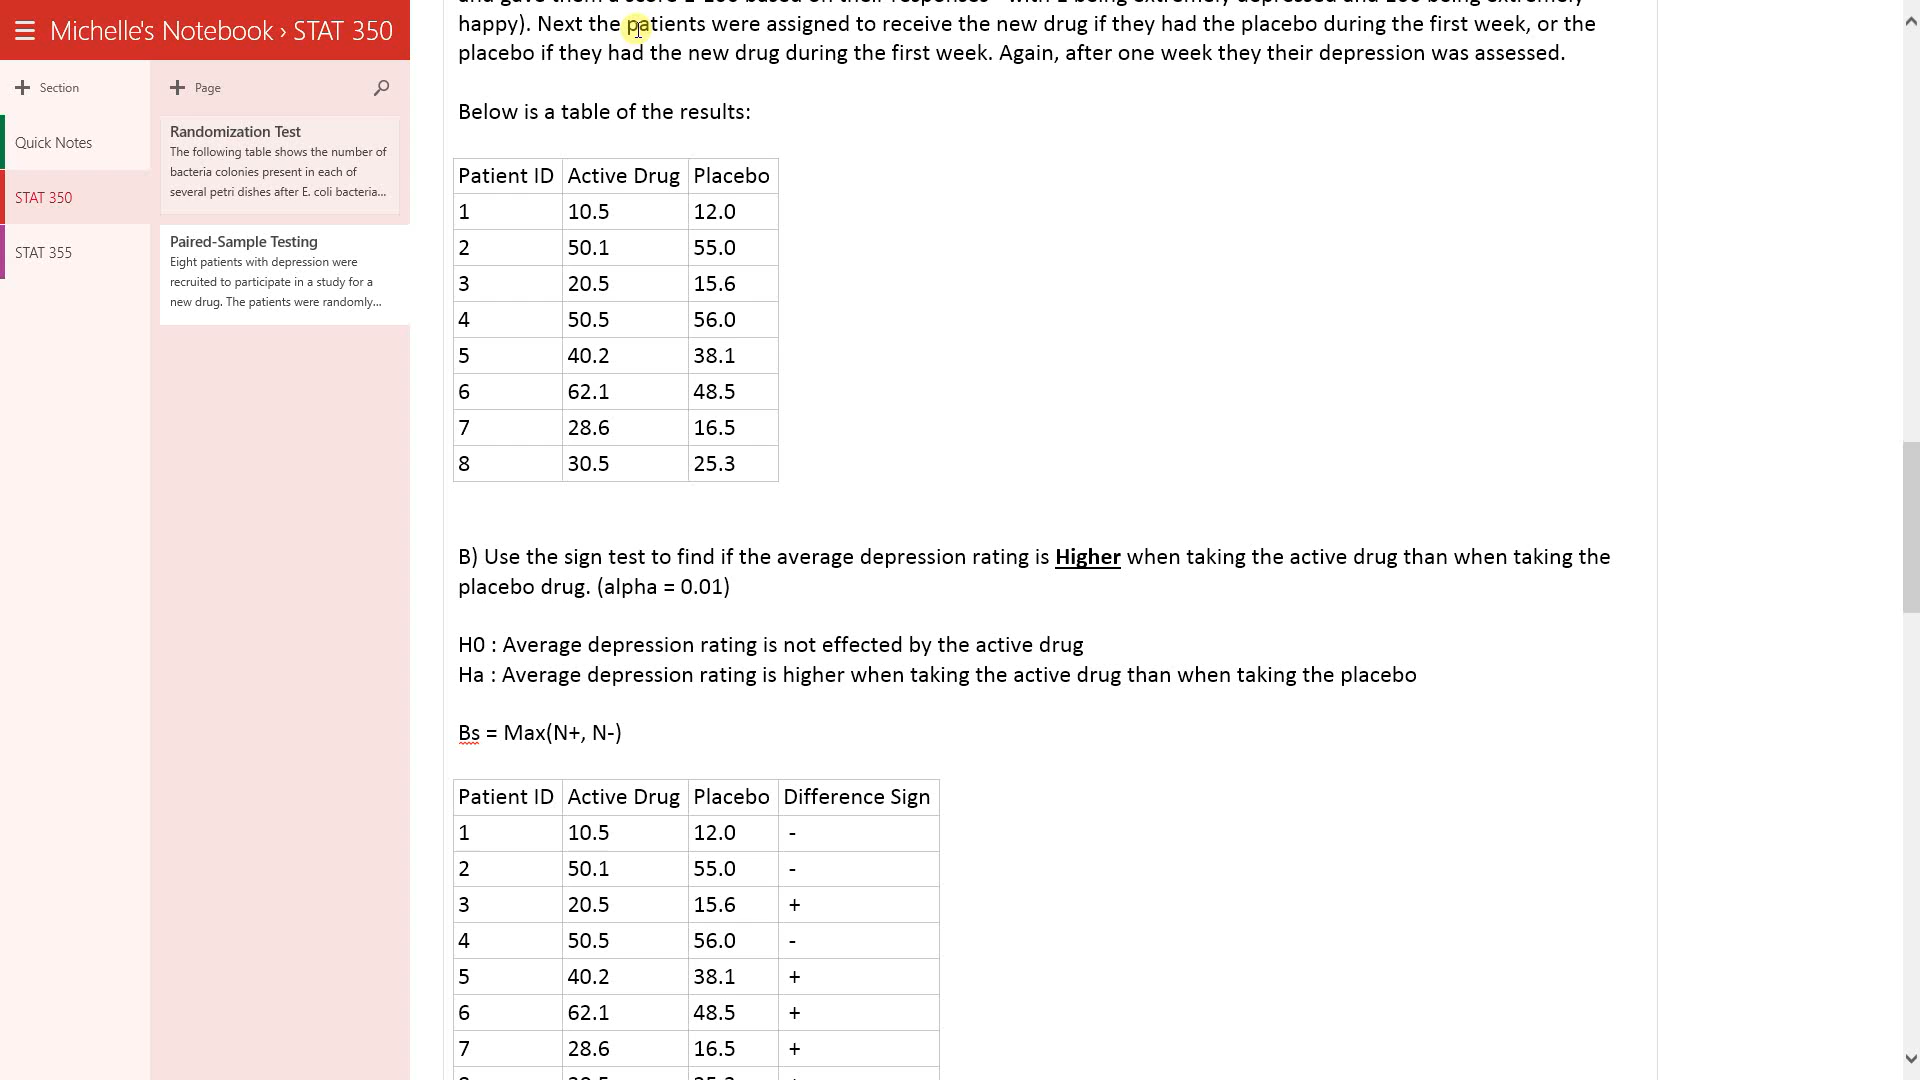 Michelle's Notebook › STAT 350
Section
Page
Quick Notes
STAT 350
STAT 355
Randomization Test
The following table shows the number of
bacteria colonies present in each of
several petri dishes after E. coli bacteria...
Paired-Sample Testing
Eight patients with depression were
recruited to participate in a study for a
new drug. The patients were randomly...
happy). Next the patients were assigned to receive the new drug if they had the placebo during the first week, or the
placebo if they had the new drug during the first week. Again, after one week they their depression was assessed.
Below is a table of the results:
Patient ID Active Drug Placebo
1 10.5 12.0
2 50.1 55.0
3 20.5 15.6
4 50.5 56.0
5 40.2 38.1
6 62.1 48.5
7 28.6 16.5
8 30.5 25.3
B) Use the sign test to find if the average depression rating is Higher when taking the active drug than when taking the
placebo drug. (alpha = 0.01)
H0 : Average depression rating is not effected by the active drug
Ha : Average depression rating is higher when taking the active drug than when taking the placebo
Bs = Max(N+, N-)
Patient ID Active Drug Placebo Difference Sign
1 10.5 12.0 -
2 50.1 55.0 -
3 20.5 15.6 +
4 50.5 56.0 -
5 40.2 38.1 +
6 62.1 48.5 +
7 28.6 16.5 +